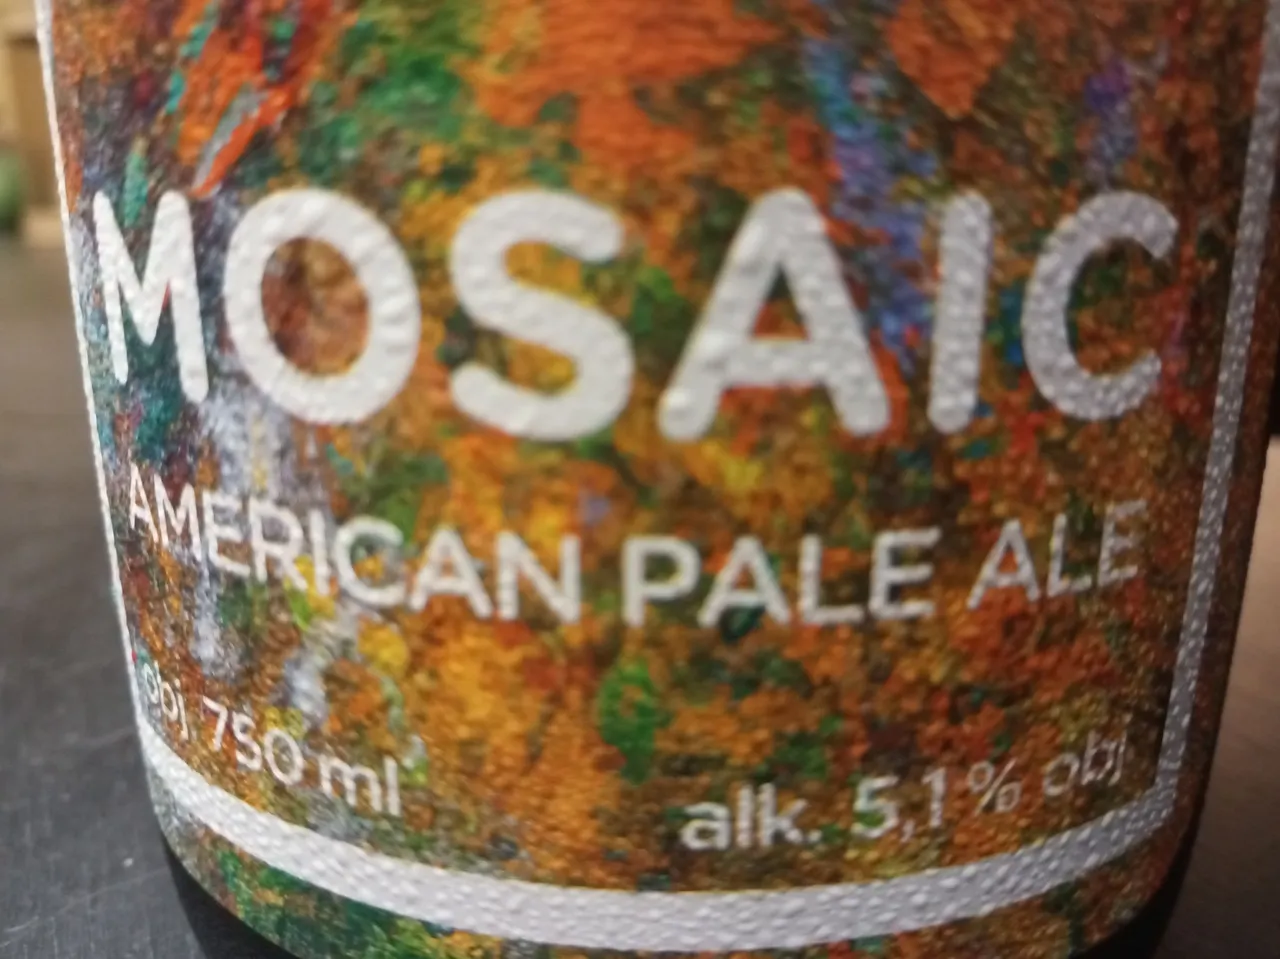 MOSAIC
AMERICAN PALE ALE
obj 750 ml
alk. 5,1 % obj